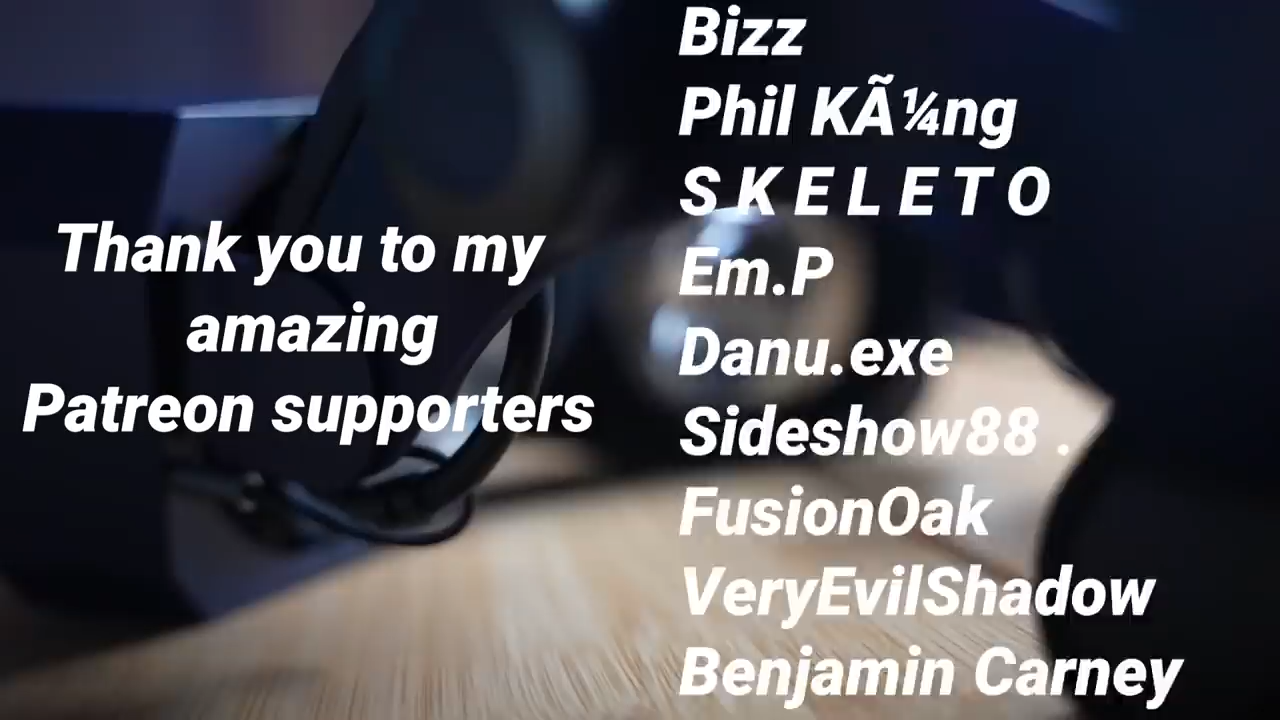 Thank you to my
amazing
Patreon supporters
Bizz
Phil KÃ¼ng
S K E L E T O
Em.P
Danu.exe
Sideshow88 .
FusionOak
VeryEvilShadow
Benjamin Carney